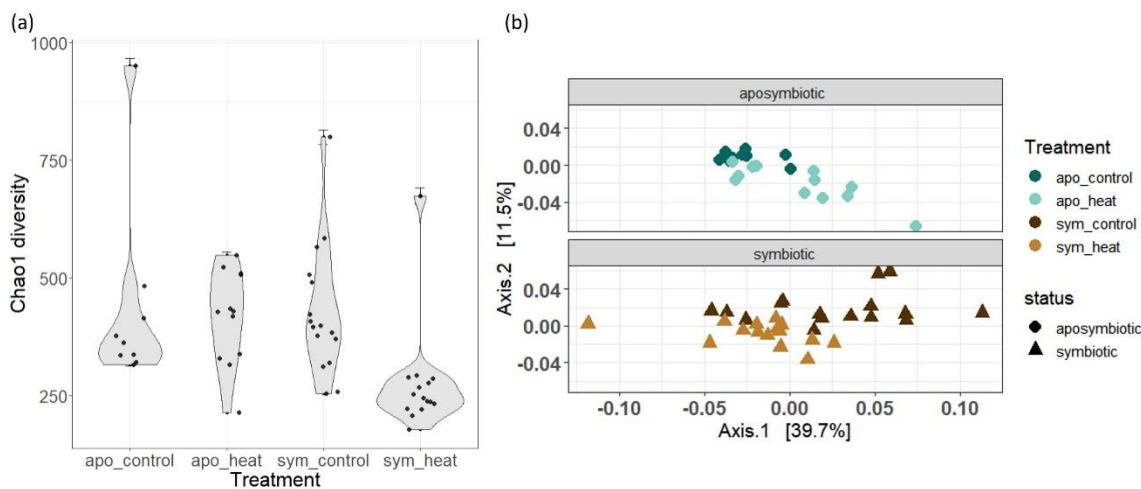 (a)
1000
750
500
250
Chao1 diversity
apo_control apo_heat sym_control sym_heat
Treatment
(b)
aposymbiotic
0.04
0.00
-0.04
symbiotic
0.04
0.00
-0.04
Axis.2 [11.5%]
-0.10 -0.05 0.00 0.05 0.10
Axis.1 [39.7%]
Treatment
apo_control
apo_heat
sym_control
sym_heat
status
aposymbiotic
symbiotic